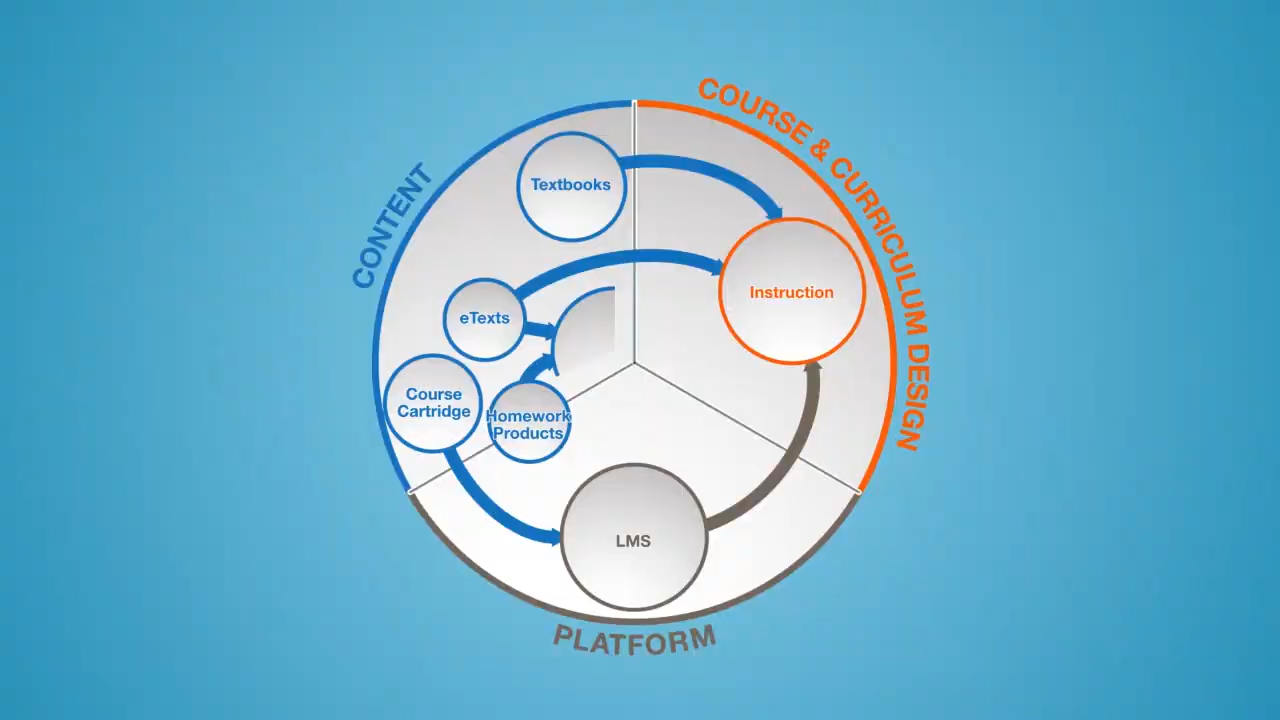 COURSE & CURRICULUM DESIGN
CONTENT
Textbooks
Instruction
eTexts
Course
Cartridge
Homework
Products
LMS
PLATFORM